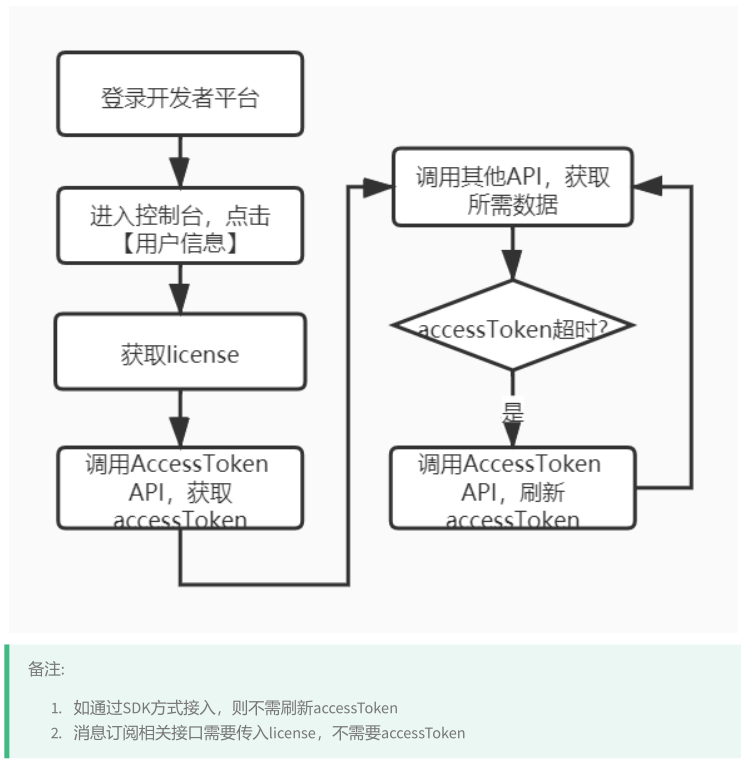 登录开发者平台
进入控制台，点击
【用户信息】
获取license
调用AccessToken
API，获取
accessToken
调用其他API，获取
所需数据
accessToken超时?
是
调用AccessToken
API，刷新
accessToken
备注:
1. 如通过SDK方式接入，则不需刷新accessToken
2. 消息订阅相关接口需要传入license，不需要accessToken